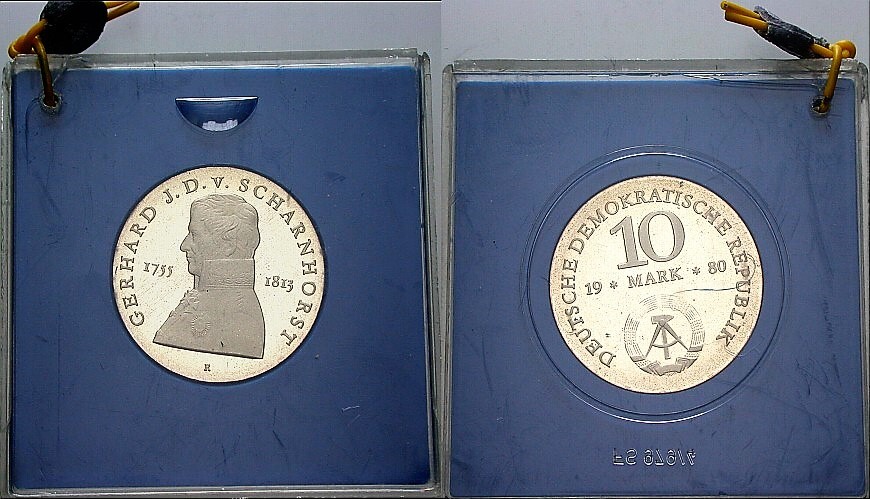 GERHARD J. D. V. SCHARNHORST
1755 1813
DEUTSCHE DEMOKRATISCHE REPUBLIK
10
19 * MARK * 80